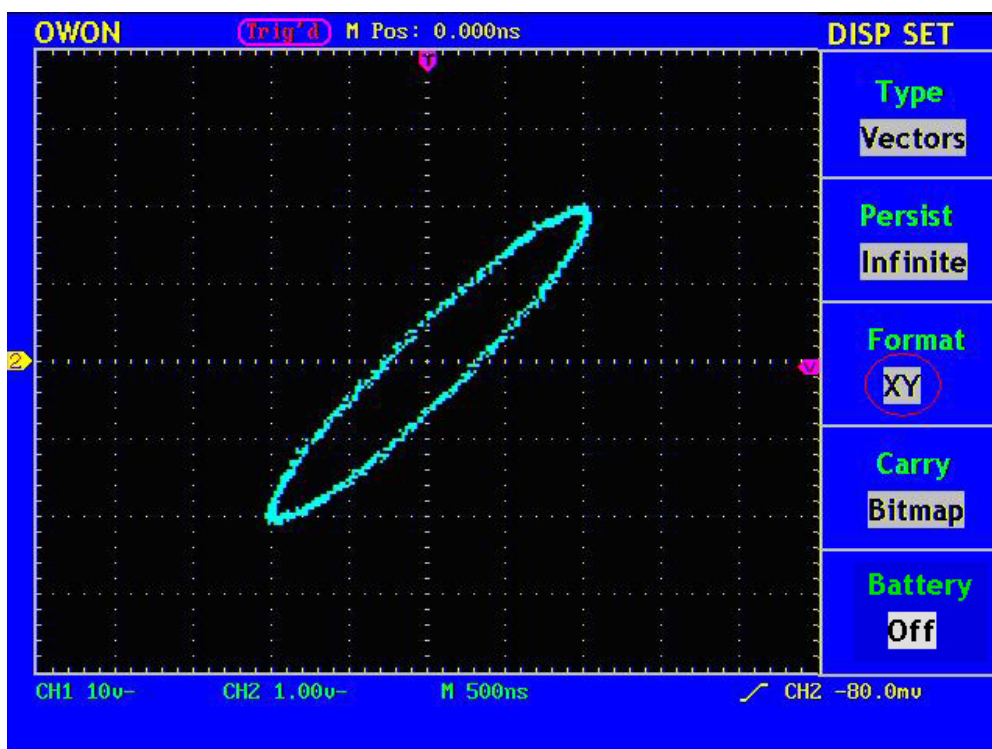 OWON Trig'd M Pos: 0.000ns DISP SET
T
Type
Vectors
Persist
Infinite
2
Format
XY
Carry
Bitmap
Battery
Off
CH1 10v- CH2 1.00v- M 500ns CH2 -80.0mv